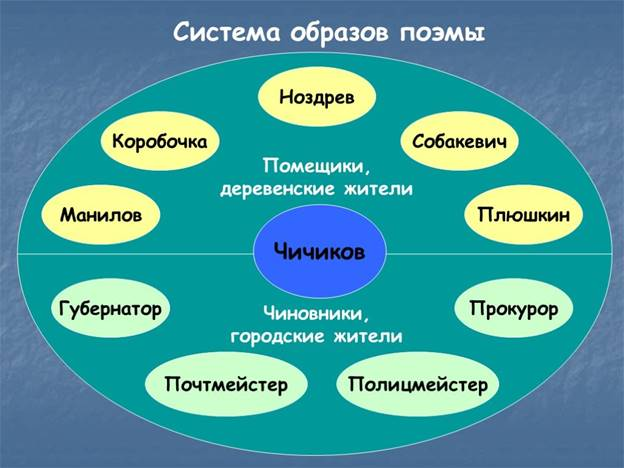 Система образов поэмы
Ноздрев
Коробочка
Собакевич
Помещики,
деревенские жители
Манилов
Плюшкин
Чичиков
Губернатор
Чиновники,
городские жители
Прокурор
Почтмейстер
Полицмейстер